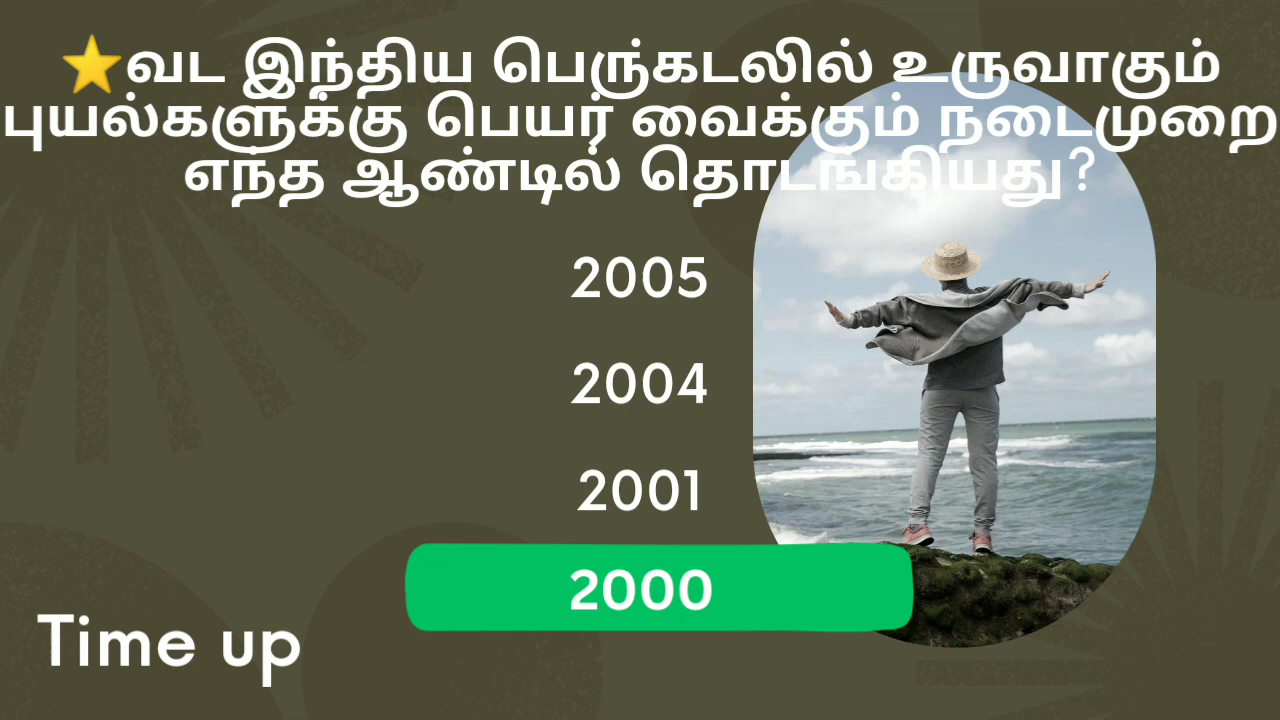 ⭐வட இந்திய பெருங்கடலில் உருவாகும்
புயல்களுக்கு பெயர் வைக்கும் நடைமுறை
எந்த ஆண்டில் தொடங்கியது?
2005
2004
2001
2000
Time up